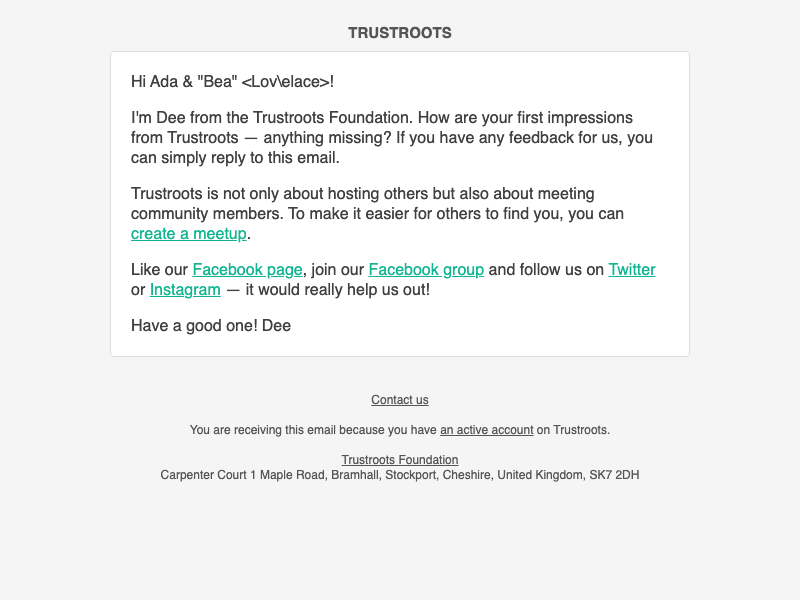 TRUSTROOTS
Hi Ada & "Bea" <Lov\elace>!
I'm Dee from the Trustroots Foundation. How are your first impressions
from Trustroots — anything missing? If you have any feedback for us, you
can simply reply to this email.
Trustroots is not only about hosting others but also about meeting
community members. To make it easier for others to find you, you can
create a meetup.
Like our Facebook page, join our Facebook group and follow us on Twitter
or Instagram — it would really help us out!
Have a good one! Dee
Contact us
You are receiving this email because you have an active account on Trustroots.
Trustroots Foundation
Carpenter Court 1 Maple Road, Bramhall, Stockport, Cheshire, United Kingdom, SK7 2DH